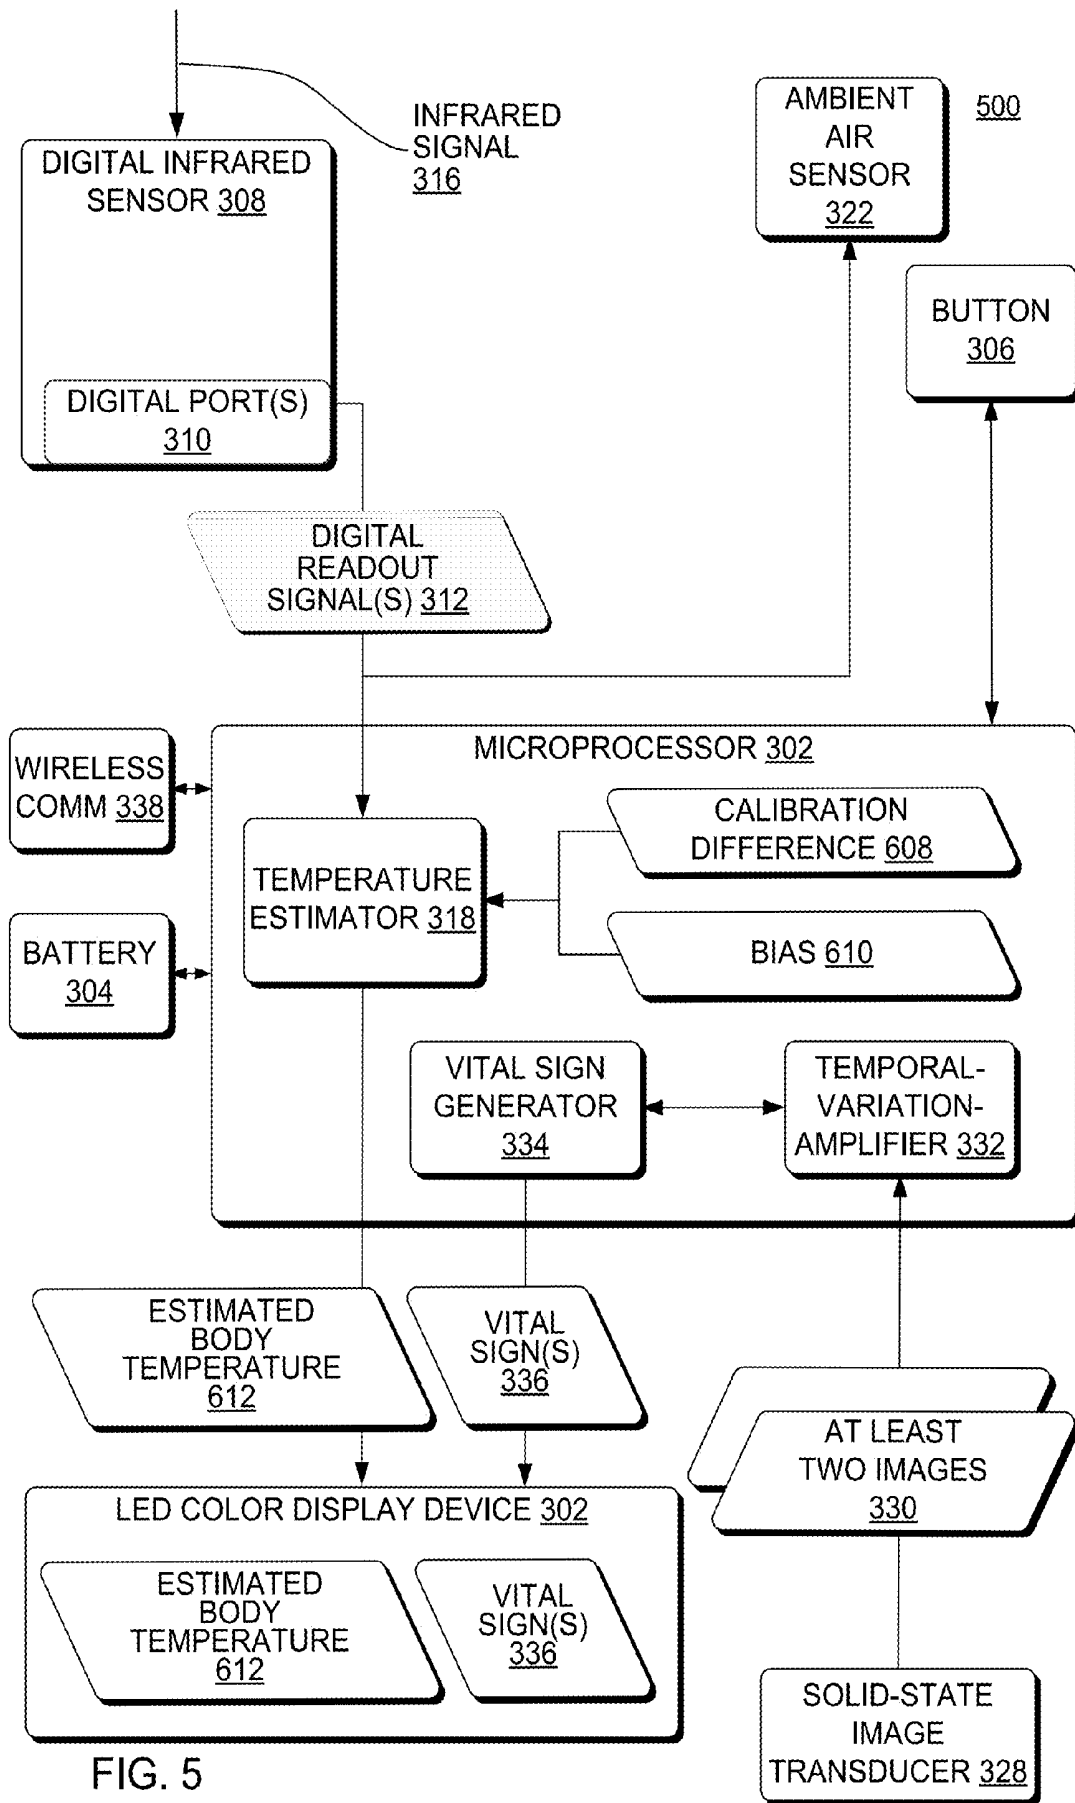 INFRARED
SIGNAL
316
DIGITAL INFRARED
SENSOR 308
DIGITAL PORT(S)
310
AMBIENT
AIR
SENSOR
322
500
BUTTON
306
DIGITAL
READOUT
SIGNAL(S) 312
MICROPROCESSOR 302
WIRELESS
COMM 338
BATTERY
304
TEMPERATURE
ESTIMATOR 318
CALIBRATION
DIFFERENCE 608
BIAS 610
VITAL SIGN
GENERATOR
334
TEMPORAL-
VARIATION-
AMPLIFIER 332
ESTIMATED
BODY
TEMPERATURE
612
VITAL
SIGN(S)
336
AT LEAST
TWO IMAGES
330
LED COLOR DISPLAY DEVICE 302
ESTIMATED
BODY
TEMPERATURE
612
VITAL
SIGN(S)
336
SOLID-STATE
IMAGE
TRANSDUCER 328
FIG. 5